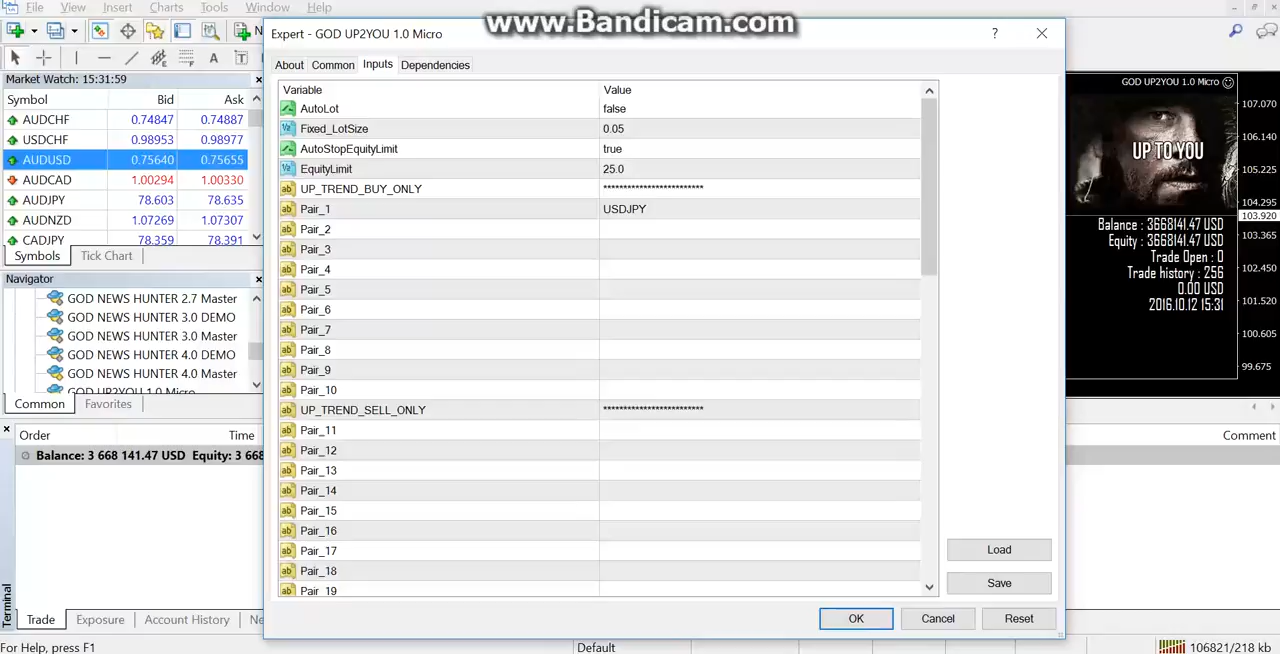 www.Bandicam.com
File View Insert Charts Tools Window Help
N
Market Watch: 15:31:59
Symbol Bid Ask
AUDCHF 0.74847 0.74887
USDCHF 0.98953 0.98977
AUDUSD 0.75640 0.75655
AUDCAD 1.00294 1.00330
AUDJPY 78.603 78.635
AUDNZD 1.07269 1.07307
CADJPY 78.359 78.391
Symbols Tick Chart
Navigator
GOD NEWS HUNTER 2.7 Master
GOD NEWS HUNTER 3.0 DEMO
GOD NEWS HUNTER 3.0 Master
GOD NEWS HUNTER 4.0 DEMO
GOD NEWS HUNTER 4.0 Master
GOD UP2YOU 1.0 Micro
Common Favorites
Expert - GOD UP2YOU 1.0 Micro
About Common Inputs Dependencies
Variable Value
AutoLot false
Fixed_LotSize 0.05
AutoStopEquityLimit true
EquityLimit 25.0
UP_TREND_BUY_ONLY *************************
Pair_1 USDJPY
Pair_2
Pair_3
Pair_4
Pair_5
Pair_6
Pair_7
Pair_8
Pair_9
Pair_10
UP_TREND_SELL_ONLY *************************
Pair_11
Pair_12
Pair_13
Pair_14
Pair_15
Pair_16
Pair_17
Pair_18
Pair_19
Load
Save
OK Cancel Reset
GOD UP2YOU 1.0 Micro
UP TO YOU
Balance : 3668141.47 USD
Equity : 3668141.47 USD
Trade Open : 0
Trade history : 256
0.00 USD
2016.10.12 15:31
107.070
106.140
105.225
104.295
103.920
103.365
102.450
101.520
100.605
99.675
Order Time Comment
Balance: 3 668 141.47 USD Equity: 3 668
Terminal
Trade Exposure Account History Ne
For Help, press F1 Default 106821/218 kb